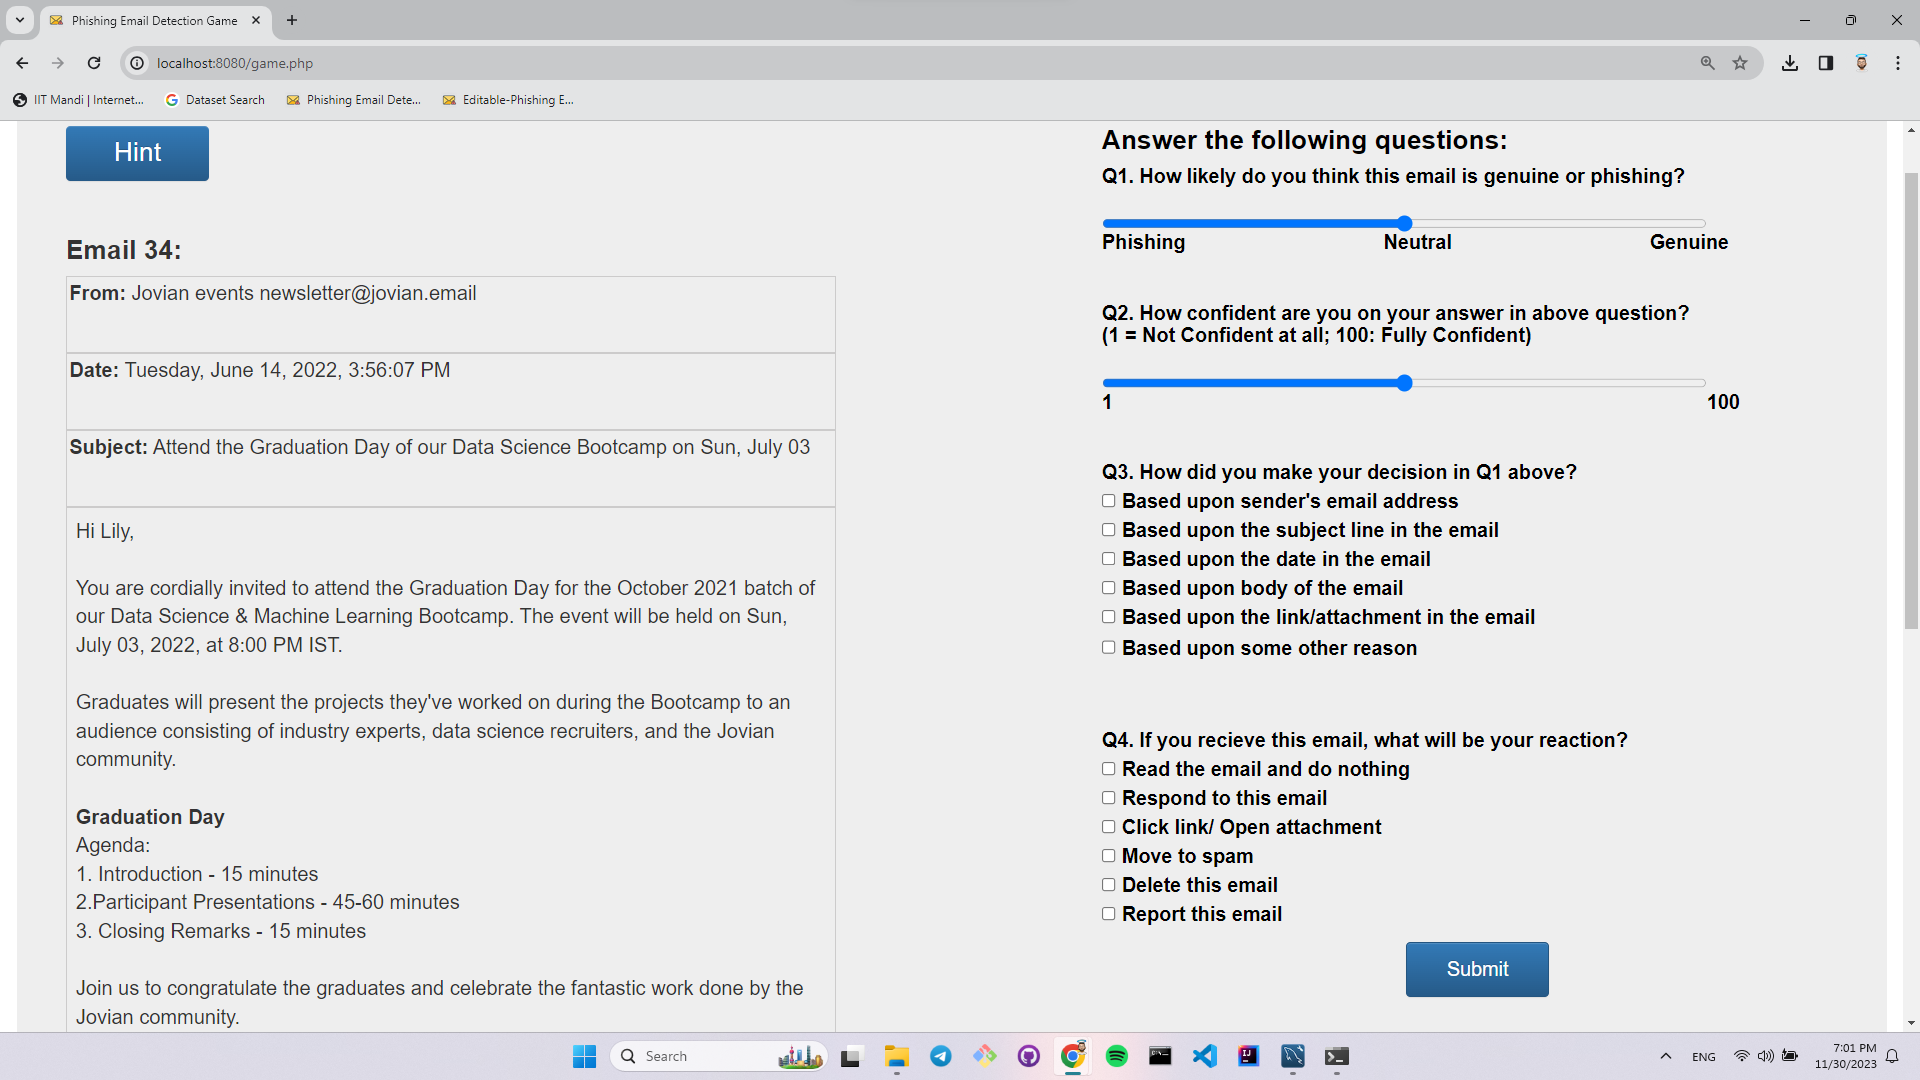 Phishing Email Detection Game
localhost:8080/game.php
IIT Mandi | Internet...
Dataset Search
Phishing Email Dete...
Editable-Phishing E...
Hint
Email 34:
From: Jovian events newsletter@jovian.email
Date: Tuesday, June 14, 2022, 3:56:07 PM
Subject: Attend the Graduation Day of our Data Science Bootcamp on Sun, July 03
Hi Lily,
You are cordially invited to attend the Graduation Day for the October 2021 batch of
our Data Science & Machine Learning Bootcamp. The event will be held on Sun,
July 03, 2022, at 8:00 PM IST.
Graduates will present the projects they've worked on during the Bootcamp to an
audience consisting of industry experts, data science recruiters, and the Jovian
community.
Graduation Day
Agenda:
1. Introduction - 15 minutes
2.Participant Presentations - 45-60 minutes
3. Closing Remarks - 15 minutes
Join us to congratulate the graduates and celebrate the fantastic work done by the
Jovian community.
Answer the following questions:
Q1. How likely do you think this email is genuine or phishing?
Phishing Neutral Genuine
Q2. How confident are you on your answer in above question?
(1 = Not Confident at all; 100: Fully Confident)
1 100
Q3. How did you make your decision in Q1 above?
Based upon sender's email address
Based upon the subject line in the email
Based upon the date in the email
Based upon body of the email
Based upon the link/attachment in the email
Based upon some other reason
Q4. If you recieve this email, what will be your reaction?
Read the email and do nothing
Respond to this email
Click link/ Open attachment
Move to spam
Delete this email
Report this email
Submit
Search
IJ
ENG
7:01 PM
11/30/2023